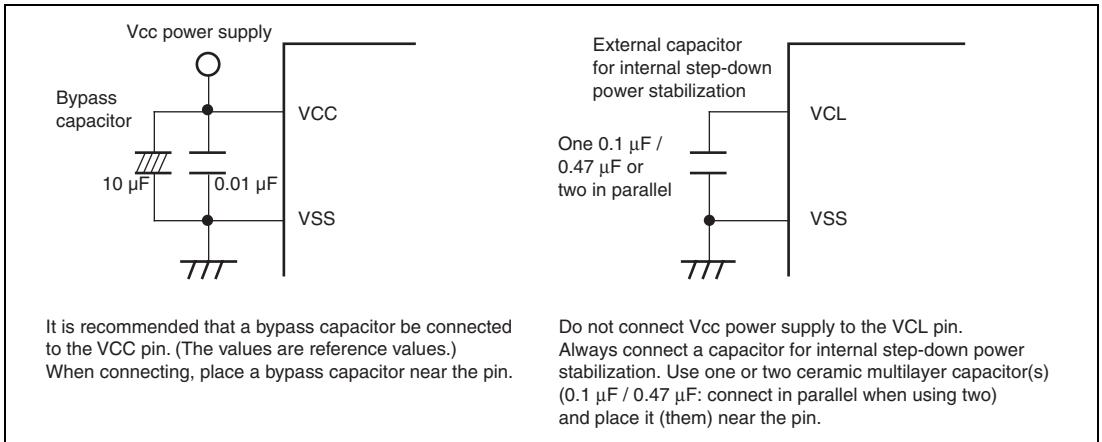 Vcc power supply
Bypass
capacitor
VCC
10 µF
0.01 µF
VSS
It is recommended that a bypass capacitor be connected
to the VCC pin. (The values are reference values.)
When connecting, place a bypass capacitor near the pin.
External capacitor
for internal step-down
power stabilization
VCL
One 0.1 µF /
0.47 µF or
two in parallel
VSS
Do not connect Vcc power supply to the VCL pin.
Always connect a capacitor for internal step-down power
stabilization. Use one or two ceramic multilayer capacitor(s)
(0.1 µF / 0.47 µF: connect in parallel when using two)
and place it (them) near the pin.